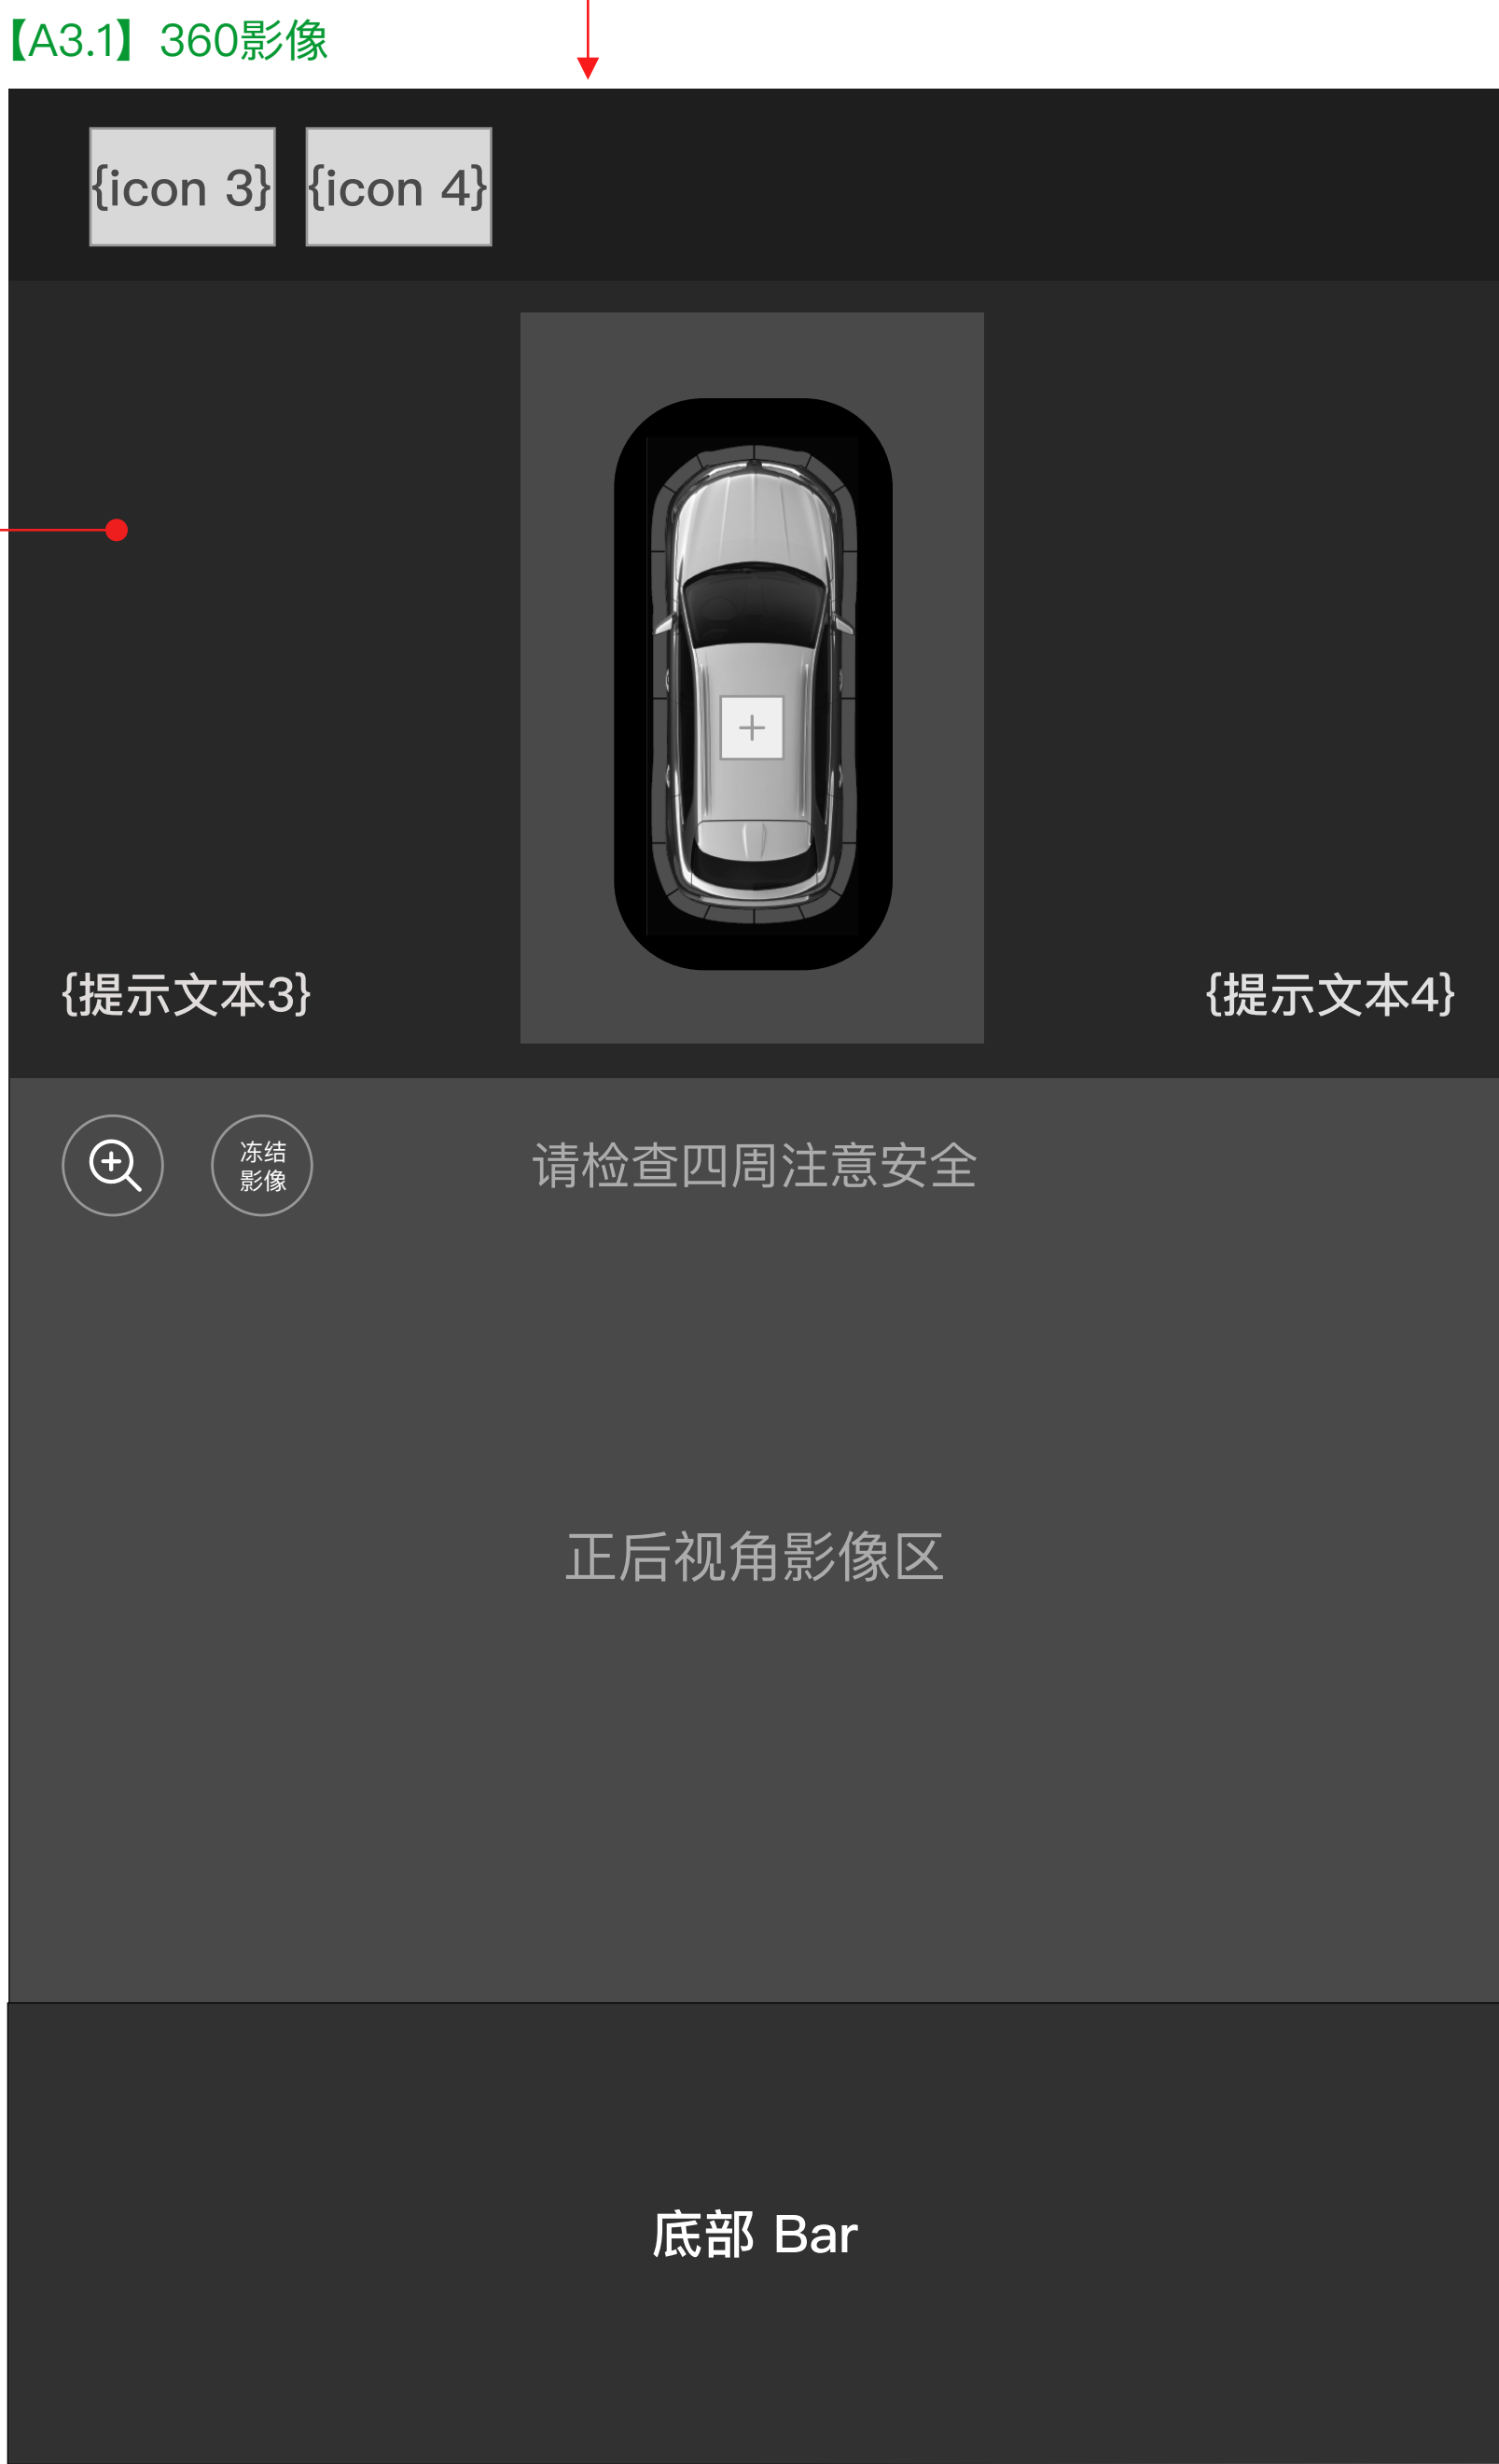 【A3.1】360影像
{icon 3} {icon 4}
{提示文本3} {提示文本4}
冻结
影像
请检查四周注意安全
正后视角影像区
底部 Bar